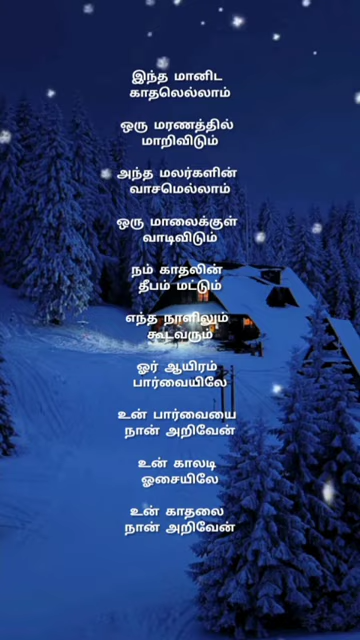 இந்த மானிட
காதலெல்லாம்
ஒரு மரணத்தில்
மாறிவிடும்
அந்த மலர்களின்
வாசமெல்லாம்
ஒரு மாலைக்குள்
வாடிவிடும்
நம் காதலின்
தீபம் மட்டும்
எந்த நாளிலும்
கூடவரும்
ஓர் ஆயிரம்
பார்வையிலே
உன் பார்வையை
நான் அறிவேன்
உன் காலடி
ஓசையிலே
உன் காதலை
நான் அறிவேன்